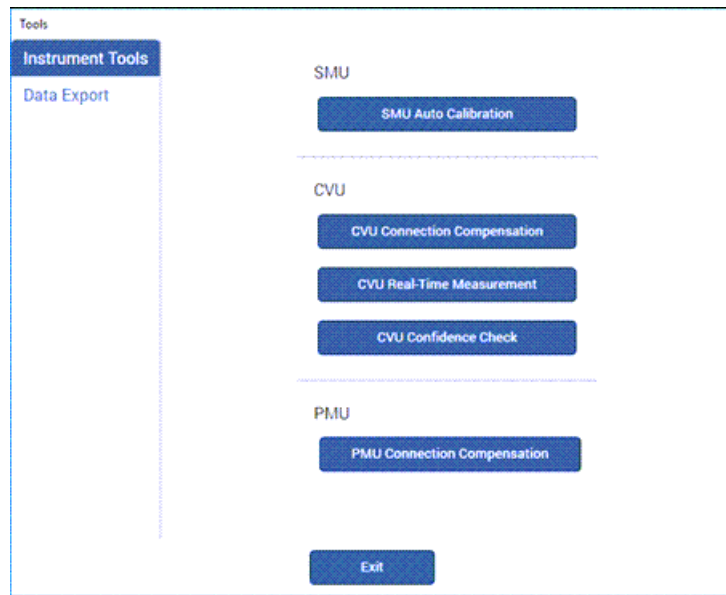 Tools
Instrument Tools
Data Export
SMU
SMU Auto Calibration
CVU
CVU Connection Compensation
CVU Real-Time Measurement
CVU Confidence Check
PMU
PMU Connection Compensation
Exit